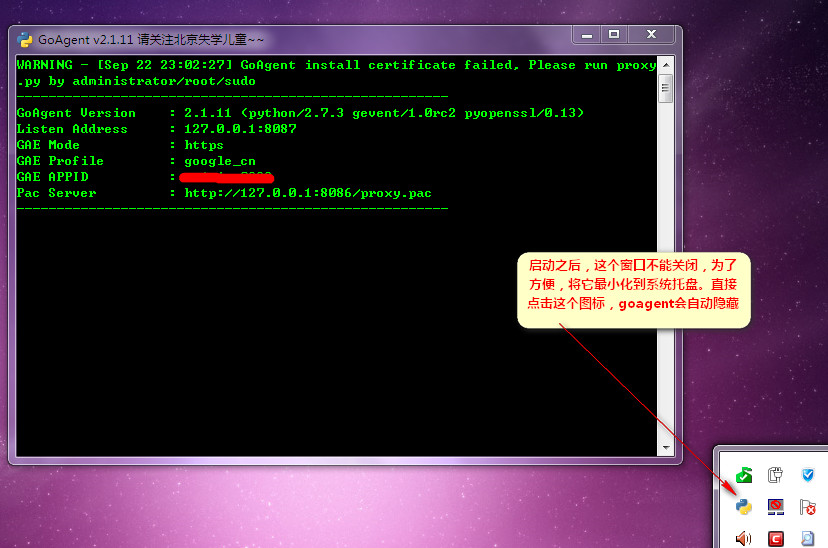 GoAgent v2.1.11 请关注北京失学儿童~~
WARNING - [Sep 22 23:02:27] GoAgent install certificate failed, Please run proxy
.py by administrator/root/sudo
------------------------------------------------------
GoAgent Version : 2.1.11 (python/2.7.3 gevent/1.0rc2 pyopenssl/0.13)
Listen Address : 127.0.0.1:8087
GAE Mode : https
GAE Profile : google_cn
GAE APPID :
Pac Server : http://127.0.0.1:8086/proxy.pac
------------------------------------------------------
启动之后，这个窗口不能关闭，为了
方便，将它最小化到系统托盘。直接
点击这个图标，goagent会自动隐藏